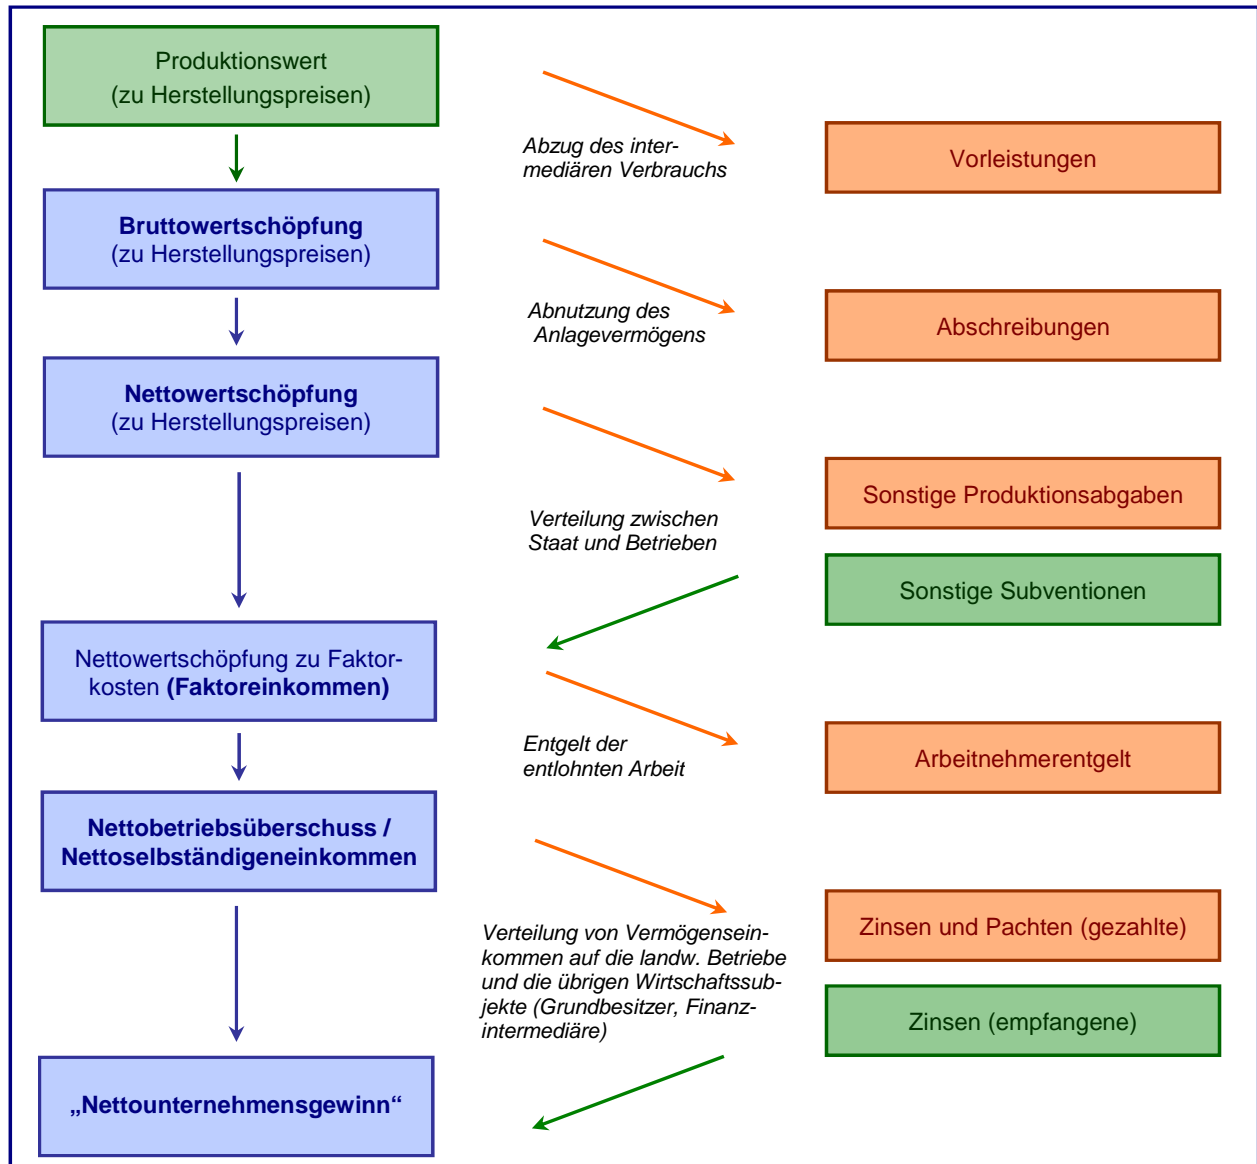 Produktionswert
(zu Herstellungspreisen)
Abzug des inter-
mediären Verbrauchs
Vorleistungen
Bruttowertschöpfung
(zu Herstellungspreisen)
Abnutzung des
Anlagevermögens
Abschreibungen
Nettowertschöpfung
(zu Herstellungspreisen)
Sonstige Produktionsabgaben
Verteilung zwischen
Staat und Betrieben
Sonstige Subventionen
Nettowertschöpfung zu Faktor-
kosten (Faktoreinkommen)
Entgelt der
entlohnten Arbeit
Arbeitnehmerentgelt
Nettobetriebsüberschuss /
Nettoselbständigeneinkommen
Zinsen und Pachten (gezahlte)
Verteilung von Vermögensein-
kommen auf die landw. Betriebe
und die übrigen Wirtschaftssub-
jekte (Grundbesitzer, Finanz-
intermediäre)
Zinsen (empfangene)
„Nettounternehmensgewinn“